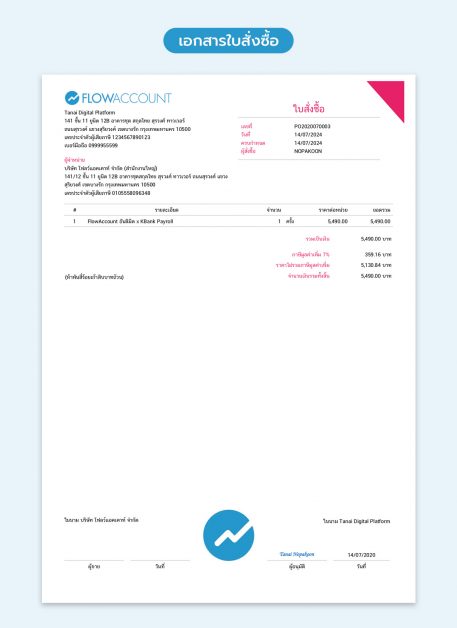 เอกสารใบสั่งซื้อ
FLOWACCOUNT
Tanai Digital Platform
141 ชั้น 11 ยูนิต 12B อาคารชุด สกุลไทย สุรวงศ์ ทาวเวอร์
ถนนสุรวงศ์ แขวงสุริยวงศ์ เขตบางรัก กรุงเทพมหานคร 10500
เลขประจำตัวผู้เสียภาษี 1234567890123
เบอร์มือถือ 0999955599
ใบสั่งซื้อ
เลขที่ PO2020070003
วันที่ 14/07/2024
ครบกำหนด 14/07/2024
ผู้สั่งซื้อ NOPAKOON
ผู้จำหน่าย
บริษัท โฟลว์แอคเคาท์ จำกัด (สำนักงานใหญ่)
141/12 ชั้น 11 ยูนิต 12B อาคารชุดสกุลไทย สุรวงศ์ ทาวเวอร์ ถนนสุรวงศ์ แขวง
สุริยวงศ์ เขตบางรัก กรุงเทพมหานคร 10500
เลขประจำตัวผู้เสียภาษี 0105558096348
# รายละเอียด จำนวน ราคาต่อหน่วย ยอดรวม
1 FlowAccount ลิมิต x KBank Payroll 1 ครั้ง 5,490.00 5,490.00
รวมเป็นเงิน 5,490.00 บาท
ภาษีมูลค่าเพิ่ม 7% 359.16 บาท
ราคาไม่รวมภาษีมูลค่าเพิ่ม 5,130.84 บาท
(ห้าพันสี่ร้อยเก้าสิบบาทถ้วน) จำนวนเงินรวมทั้งสิ้น 5,490.00 บาท
ในนาม บริษัท โฟลว์แอคเคาท์ จำกัด
ในนาม Tanai Digital Platform
Tanai Nopakoon 14/07/2020
ผู้ขาย วันที่ ผู้อนุมัติ วันที่